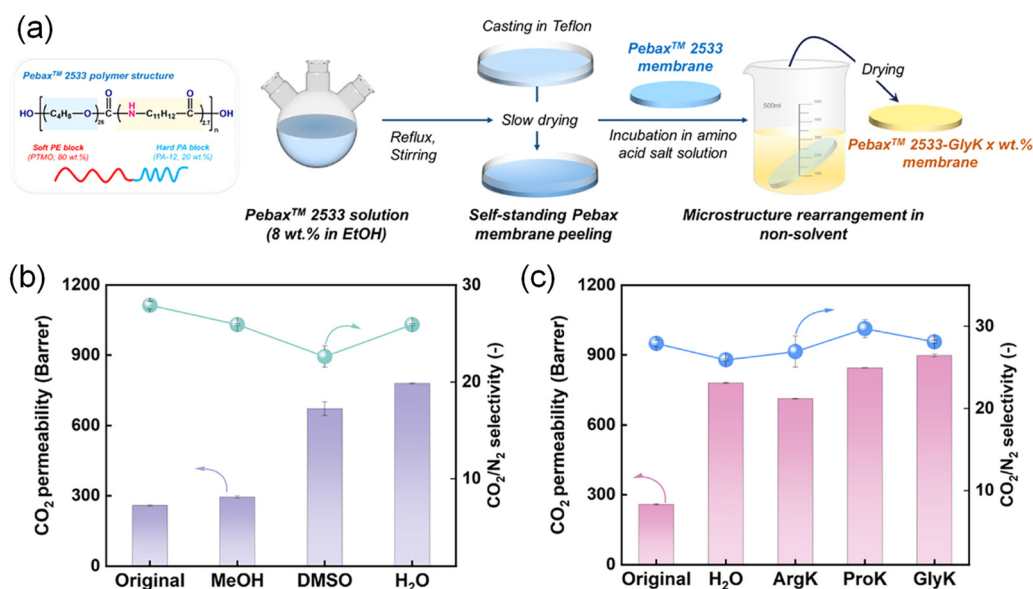 (a)
Pebax™ 2533 polymer structure
HO (C4H8 O)26 C O ( N H C11H12 C O )2.7 n OH
Soft PE block
(PTMO, 80 wt.%)
Hard PA block
(PA-12, 20 wt.%)
Pebax™ 2533 solution
(8 wt.% in EtOH)
Reflux,
Stirring
Casting in Teflon
Slow drying
Self-standing Pebax
membrane peeling
Pebax™ 2533
membrane
Incubation in amino
acid salt solution
500ml
Microstructure rearrangement in
non-solvent
Drying
Pebax™ 2533-GlyK x wt.%
membrane
(b)
CO2 permeability (Barrer)
1200
900
600
300
0
Original MeOH DMSO H2O
30
20
10
CO2/N2 selectivity (-)
(c)
CO2 permeability (Barrer)
1200
900
600
300
0
Original H2O ArgK ProK GlyK
30
20
10
CO2/N2 selectivity (-)